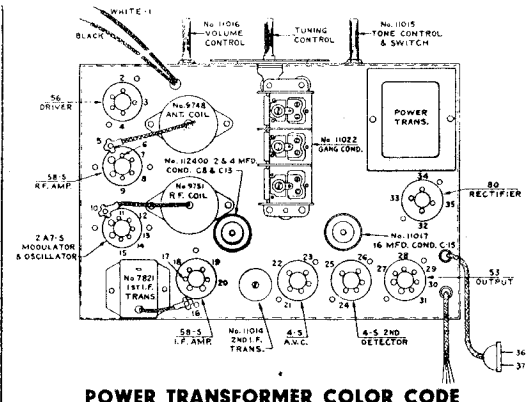 WHITE-1
BLACK
No. 11016
VOLUME
CONTROL
TUNING
CONTROL
No. 11015
TONE CONTROL
& SWITCH
56
DRIVER
2
3
4
No. 9748
ANT. COIL
POWER
TRANS.
No. 11022
GANG COND.
5
6
7
8
9
58-S
R.F. AMP.
No. 112400 2 & 4 MFD.
COND. C8 & C13
No. 9751
R.F. COIL
34
33
35
32
80
RECTIFIER
10
11
12
13
14
15
2A7-S
MODULATOR
& OSCILLATOR
No. 11017
16 MFD. COND. C-15
No 7821
1ST I.F.
TRANS
17
18
19
20
16
58-S
I.F. AMP.
No. 11014
2ND I.F.
TRANS.
22
23
21
4-S
A.V.C.
25
26
24
4-S 2ND
DETECTOR
27
28
29
30
31
53
OUTPUT
36
37
POWER TRANSFORMER COLOR CODE